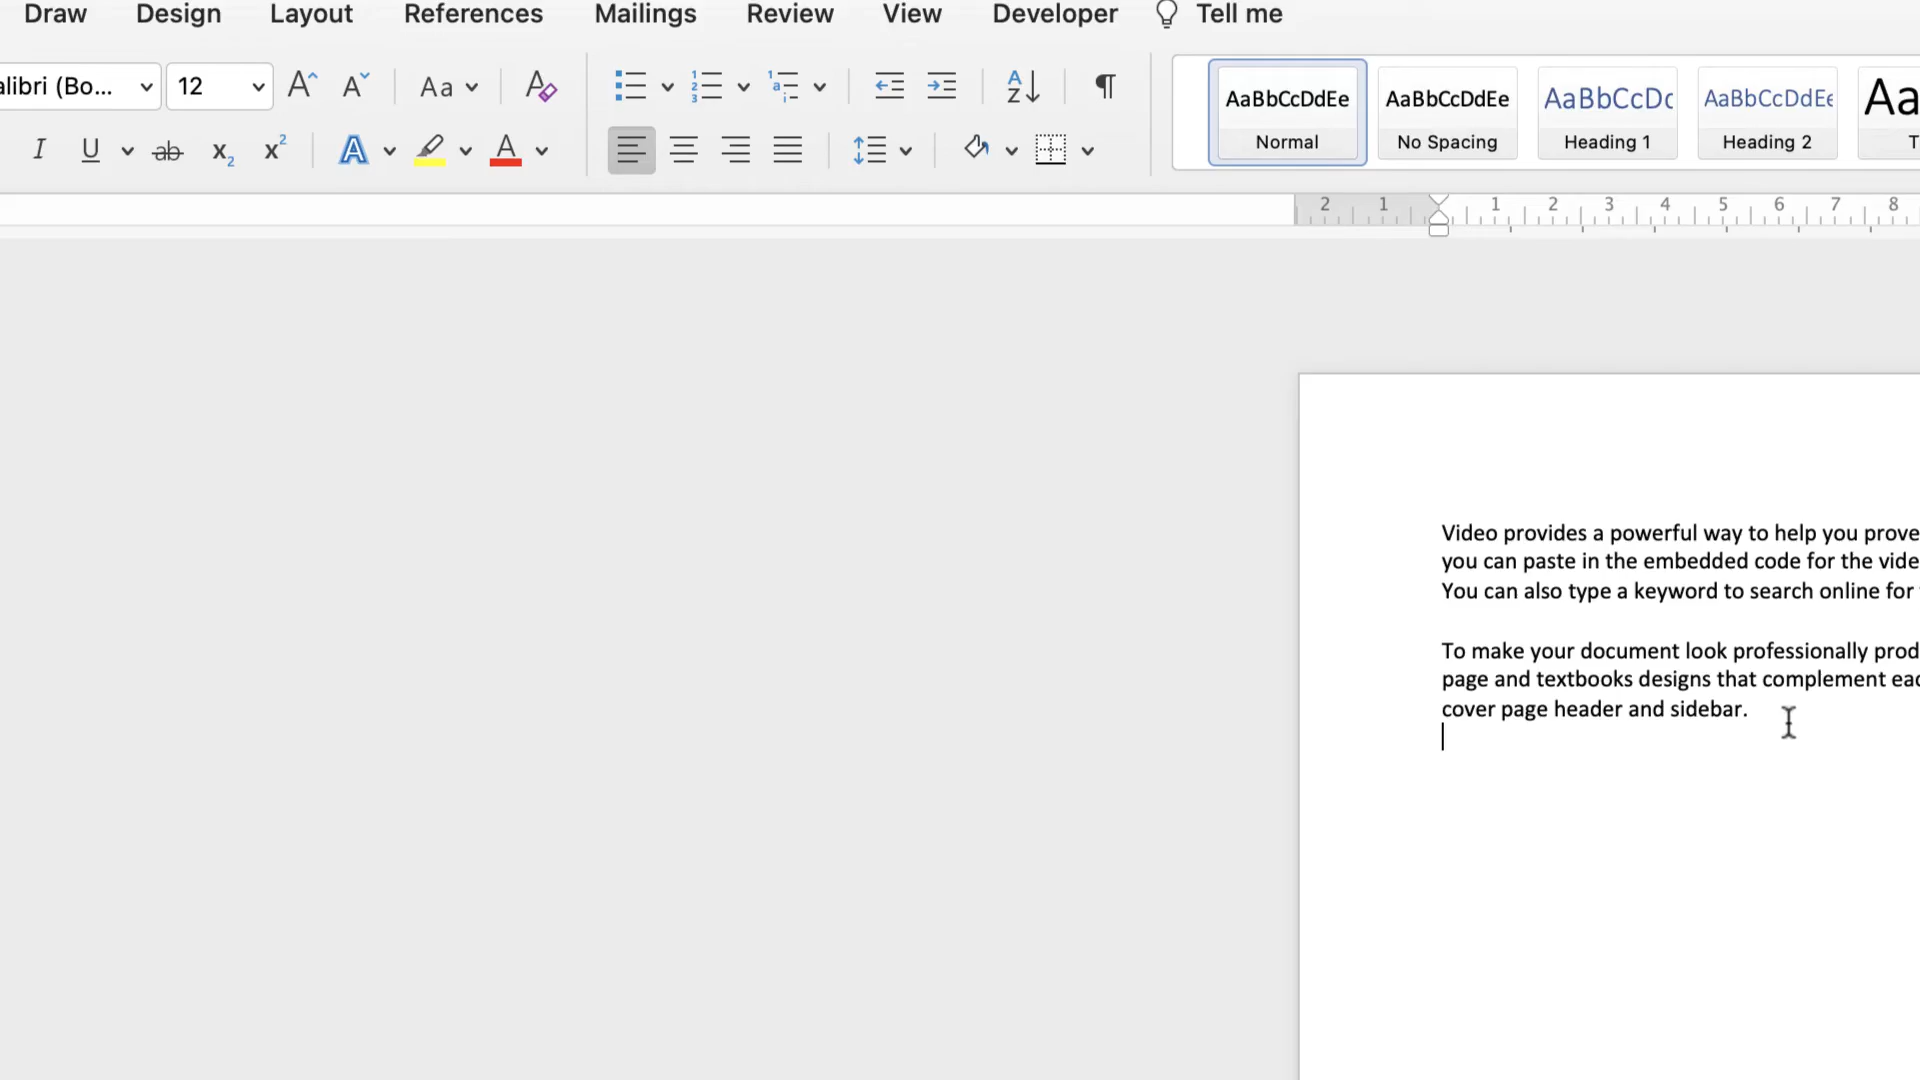 Draw Design Layout References Mailings Review View Developer Tell me
alibri (Bo... 12 Aa AaBbCcDdEe AaBbCcDdEe AaBbCcDc AaBbCcDdEe Aa
Normal No Spacing Heading 1 Heading 2 T
2 1 1 2 3 4 5 6 7 8
Video provides a powerful way to help you prove
you can paste in the embedded code for the vide
You can also type a keyword to search online for
To make your document look professionally prod
page and textbooks designs that complement eac
cover page header and sidebar.